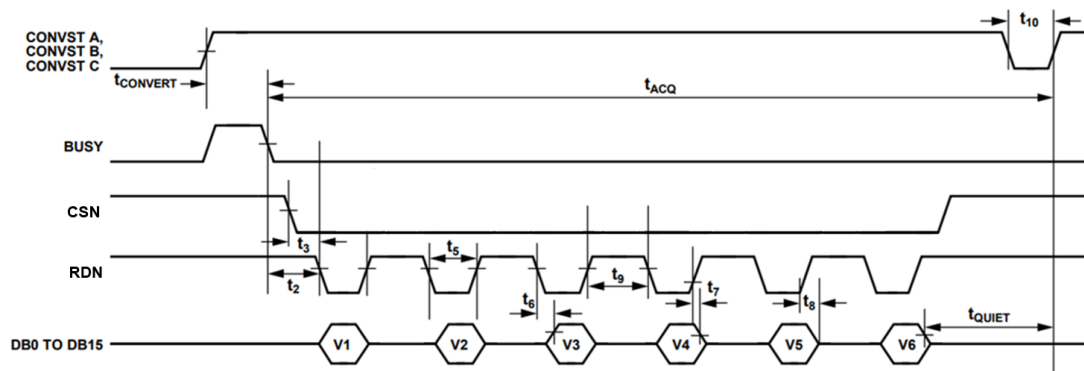 CONVST A,
CONVST B,
CONVST C
t10
tCONVERT
tACQ
BUSY
CSN
t3
t5
RDN
t2
t9
t7
t6
t8
tQUIET
DB0 TO DB15
V1
V2
V3
V4
V5
V6